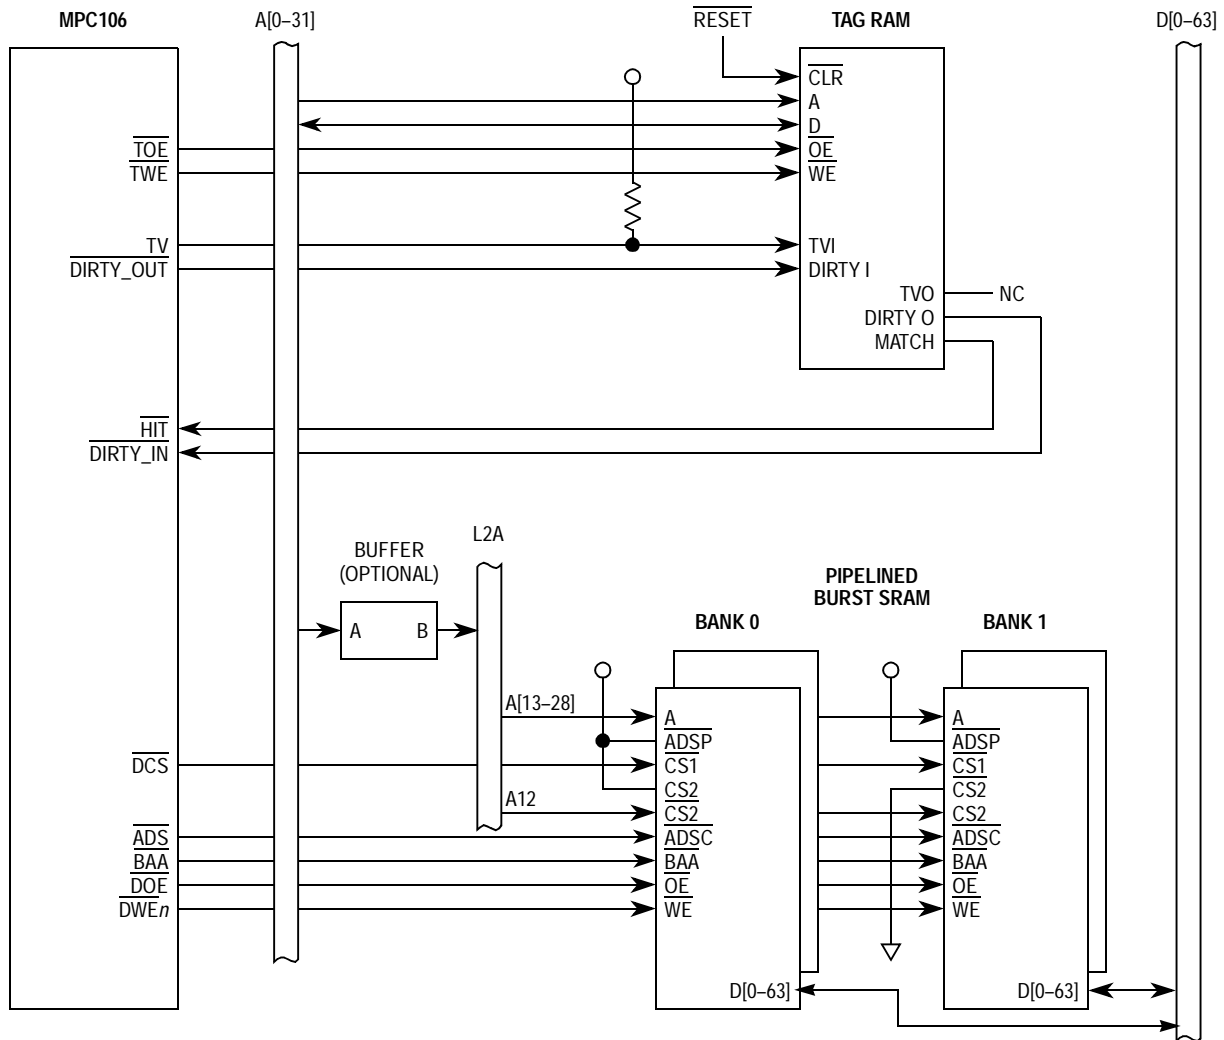 MPC106
A[0–31]
RESET
TAG RAM
D[0–63]
CLR
A
D
TOE
OE
TWE
WE
TV
TVI
DIRTY_OUT
DIRTY I
TVO
NC
DIRTY O
MATCH
HIT
DIRTY_IN
L2A
BUFFER
(OPTIONAL)
A
B
PIPELINED
BURST SRAM
BANK 0
BANK 1
A[13–28]
A
A
ADSP
ADSP
DCS
CS1
CS1
CS2
CS2
A12
CS2
CS2
ADS
ADSC
ADSC
BAA
BAA
BAA
DOE
OE
OE
DWEn
WE
WE
D[0–63]
D[0–63]